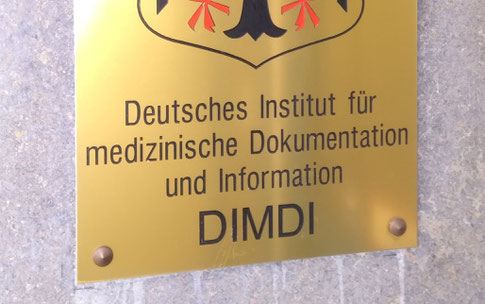 Deutsches Institut für
medizinische Dokumentation
und Information
DIMDI